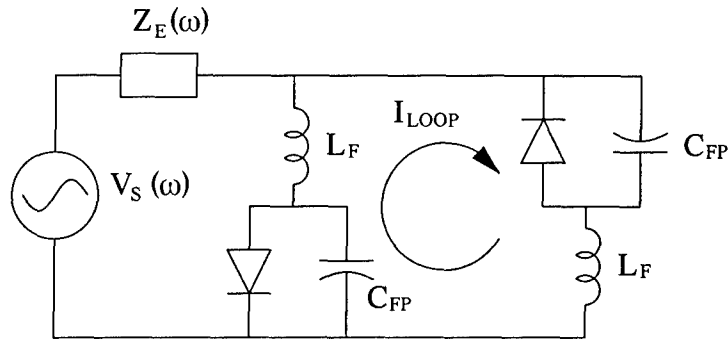 Z_E(ω)
I_LOOP
L_F
C_FP
V_S(ω)
C_FP
L_F